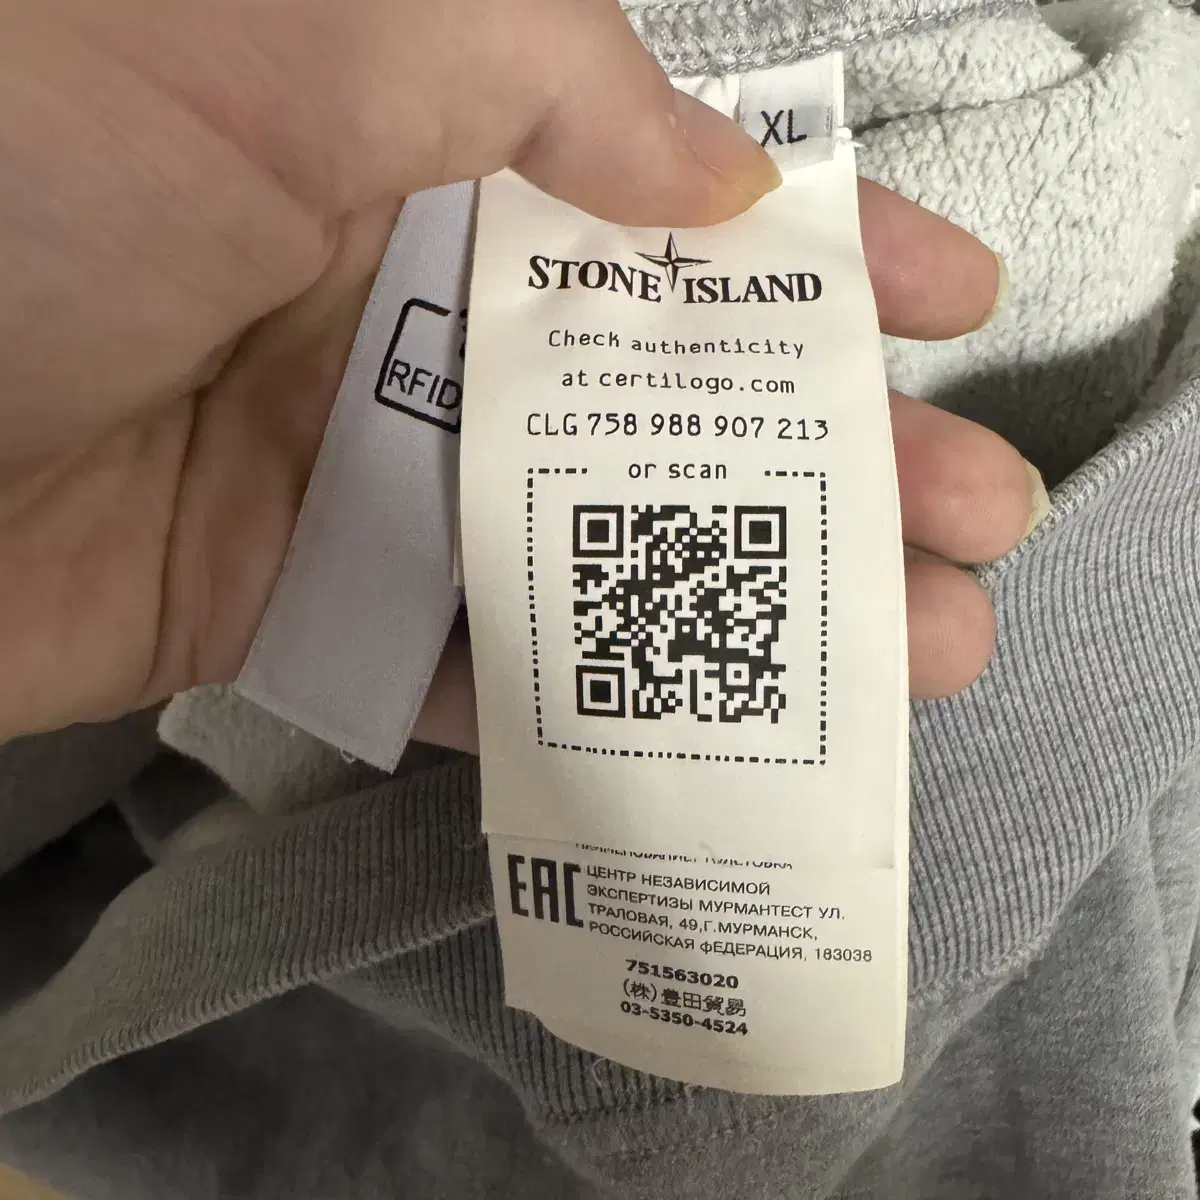 XL
STONE ISLAND
Check authenticity
at certilogo.com
CLG 758 988 907 213
or scan
RFID
EAC
ЦЕНТР НЕЗАВИСИМОЙ
ЭКСПЕРТИЗЫ МУРМАНТЕСТ УЛ.
ТРАЛОВАЯ, 49,Г.МУРМАНСК,
РОССИЙСКАЯ ФЕДЕРАЦИЯ, 183038
751563020
(株)豊田貿易
03-5350-4524